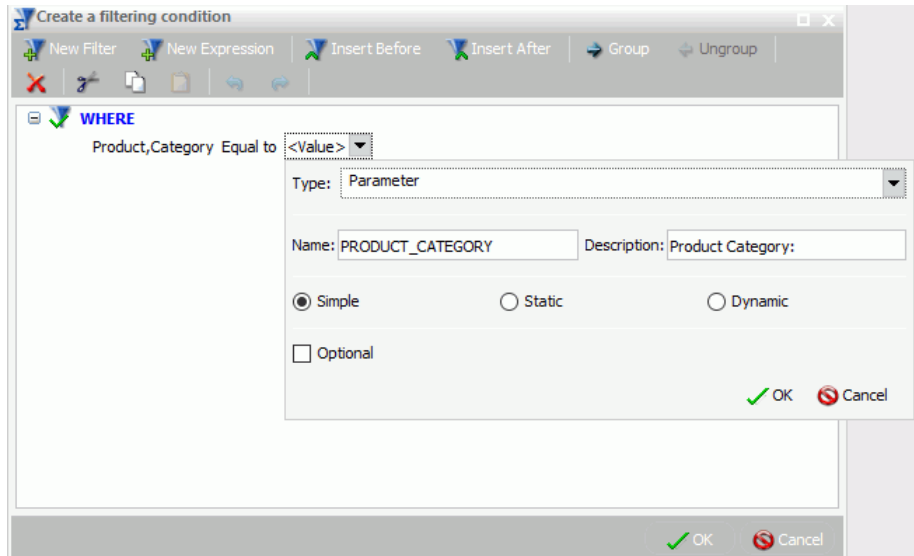 Create a filtering condition
New Filter New Expression Insert Before Insert After Group Ungroup
WHERE
Product,Category Equal to <Value>
Type: Parameter
Name: PRODUCT_CATEGORY Description: Product Category:
Simple Static Dynamic
Optional
OK Cancel
OK Cancel